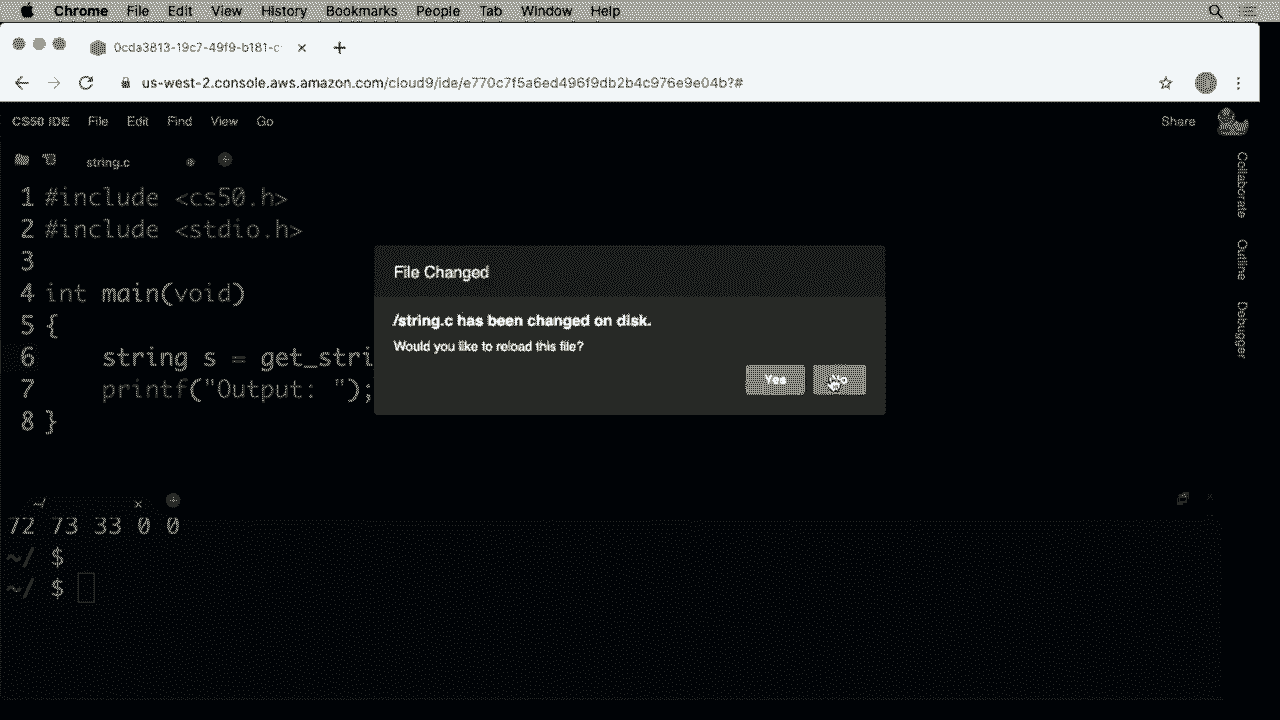 Chrome File Edit View History Bookmarks People Tab Window Help
0cda3813-19c7-49f9-b181-c
us-west-2.console.aws.amazon.com/cloud9/ide/e770c7f5a6ed496f9db2b4c976e9e04b?#
CS50 IDE File Edit Find View Go Share
string.c
Collaborate
Outline
Debugger
1 #include <cs50.h>
2 #include <stdio.h>
3
4 int main(void)
5 {
6 string s = get_stri
7 printf("Output: ");
8 }
File Changed
/string.c has been changed on disk.
Would you like to reload this file?
Yes No
~/
72 73 33 0 0
~/ $
~/ $